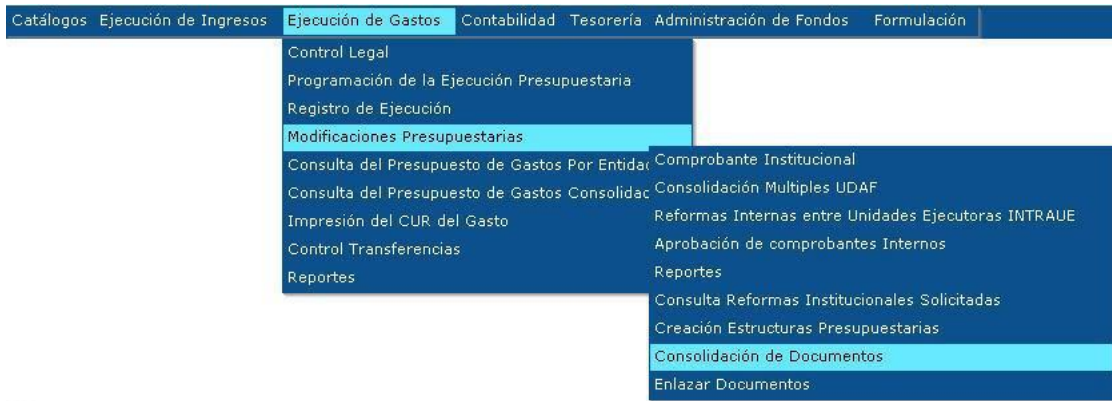 Catálogos Ejecución de Ingresos Ejecución de Gastos Contabilidad Tesorería Administración de Fondos Formulación
Control Legal
Programación de la Ejecución Presupuestaria
Registro de Ejecución
Modificaciones Presupuestarias
Consulta del Presupuesto de Gastos Por Entidad
Consulta del Presupuesto de Gastos Consolidac
Impresión del CUR del Gasto
Control Transferencias
Reportes
Comprobante Institucional
Consolidación Multiples UDAF
Reformas Internas entre Unidades Ejecutoras INTRAUE
Aprobación de comprobantes Internos
Reportes
Consulta Reformas Institucionales Solicitadas
Creación Estructuras Presupuestarias
Consolidación de Documentos
Enlazar Documentos